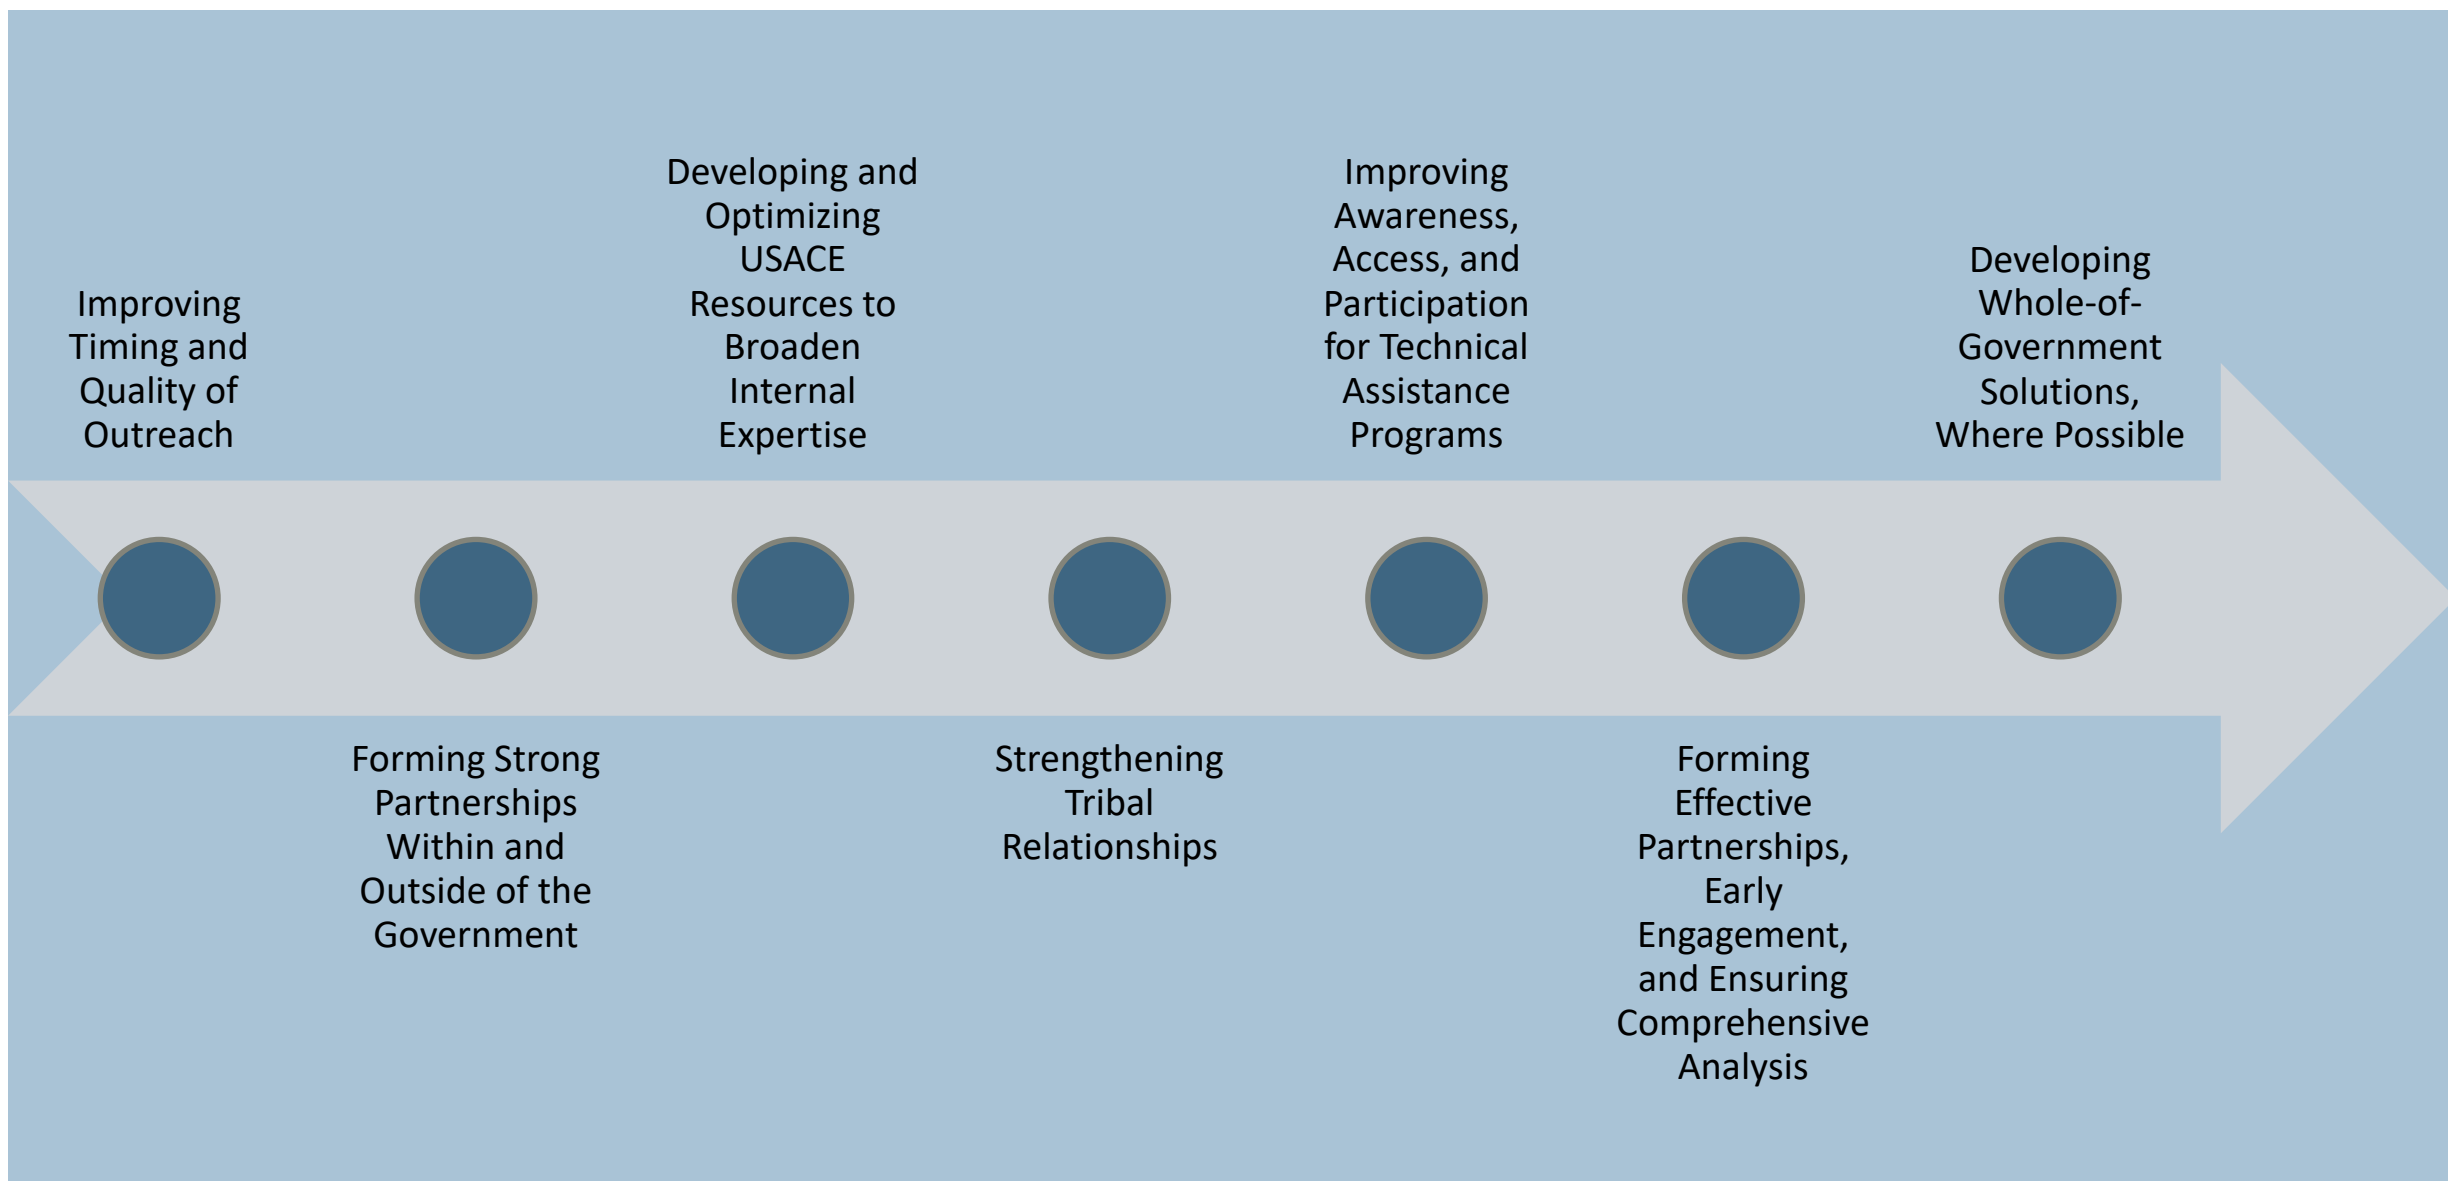 Improving
Timing and
Quality of
Outreach
Forming Strong
Partnerships
Within and
Outside of the
Government
Developing and
Optimizing
USACE
Resources to
Broaden
Internal
Expertise
Strengthening
Tribal
Relationships
Improving
Awareness,
Access, and
Participation
for Technical
Assistance
Programs
Forming
Effective
Partnerships,
Early
Engagement,
and Ensuring
Comprehensive
Analysis
Developing
Whole-of-
Government
Solutions,
Where Possible